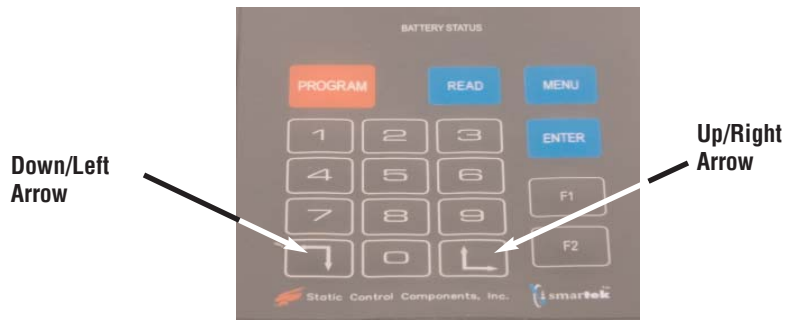 BATTERY STATUS
PROGRAM READ MENU
1 2 3 ENTER
Down/Left
Arrow
Up/Right
Arrow
4 5 6
F1
7 8 9
0
F2
Static Control Components, Inc. smartek